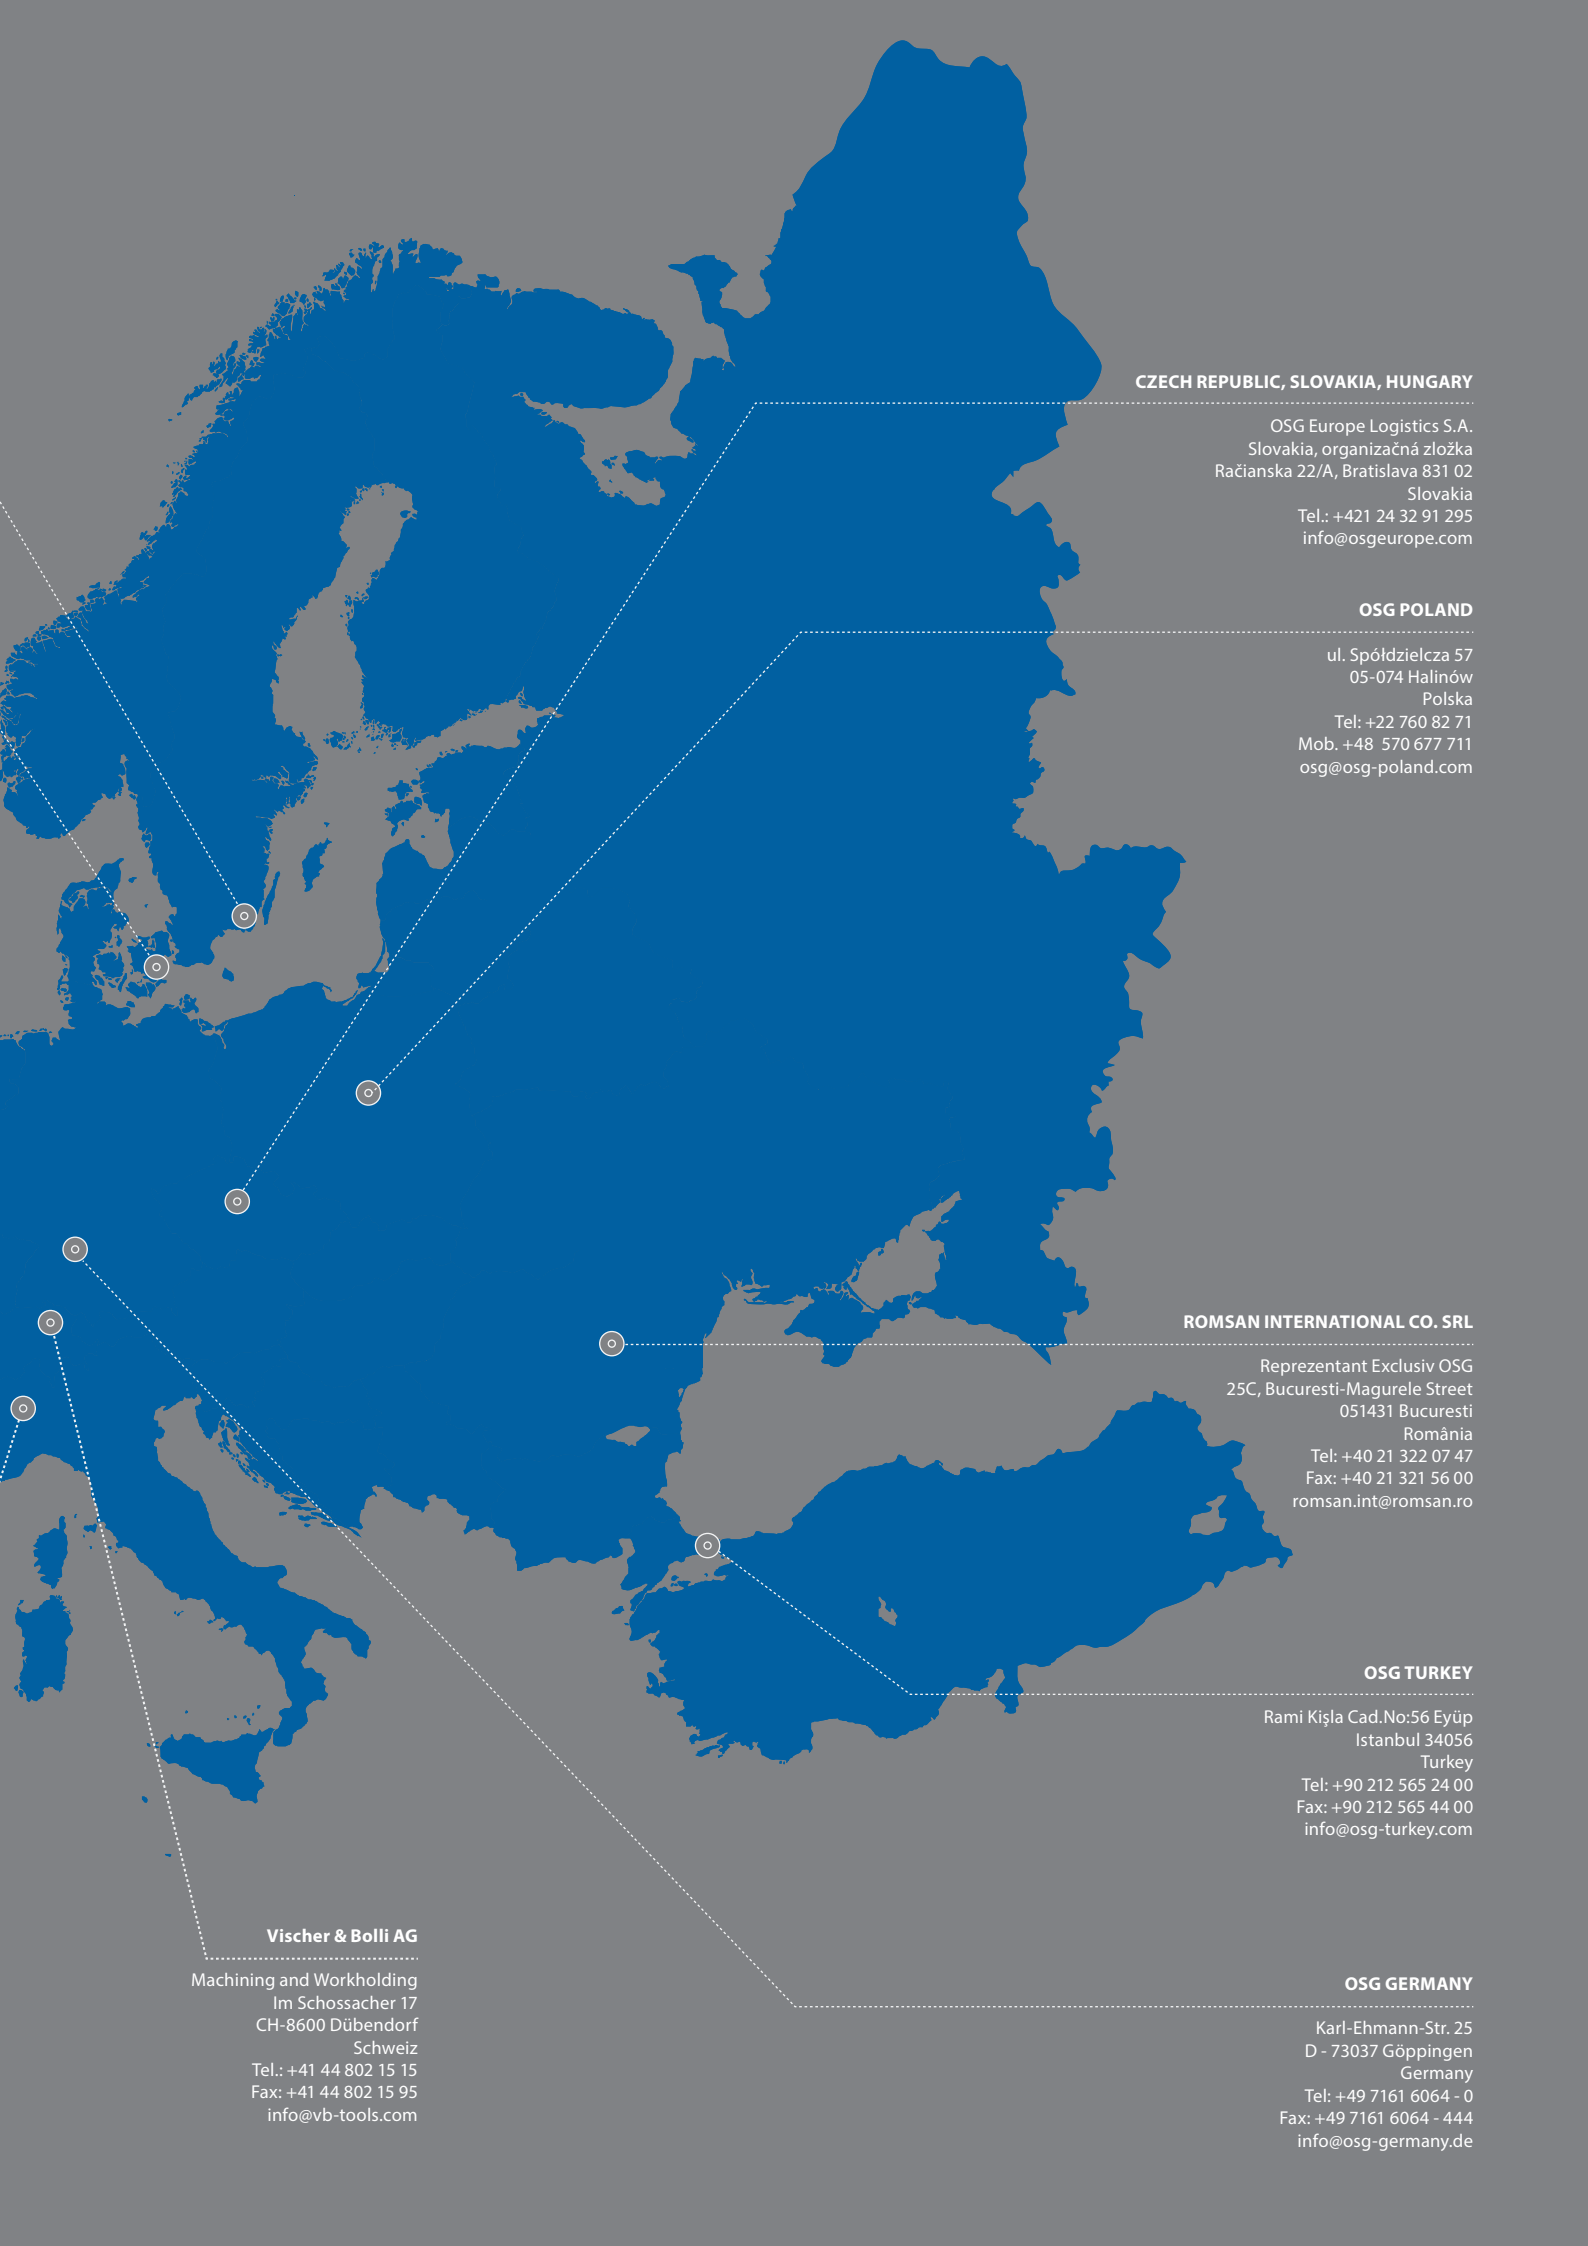 CZECH REPUBLIC, SLOVAKIA, HUNGARY
OSG Europe Logistics S.A.
Slovakia, organizačná zložka
Račianska 22/A, Bratislava 831 02
Slovakia
Tel.: +421 24 32 91 295
info@osgeurope.com
OSG POLAND
ul. Spółdzielcza 57
05-074 Halinów
Polska
Tel: +22 760 82 71
Mob. +48 570 677 711
osg@osg-poland.com
ROMSAN INTERNATIONAL CO. SRL
Reprezentant Exclusiv OSG
25C, Bucuresti-Magurele Street
051431 Bucuresti
România
Tel: +40 21 322 07 47
Fax: +40 21 321 56 00
romsan.int@romsan.ro
OSG TURKEY
Rami Kişla Cad.No:56 Eyüp
Istanbul 34056
Turkey
Tel: +90 212 565 24 00
Fax: +90 212 565 44 00
info@osg-turkey.com
Vischer & Bolli AG
Machining and Workholding
Im Schossacher 17
CH-8600 Dübendorf
Schweiz
Tel.: +41 44 802 15 15
Fax: +41 44 802 15 95
info@vb-tools.com
OSG GERMANY
Karl-Ehmann-Str. 25
D - 73037 Göppingen
Germany
Tel: +49 7161 6064 - 0
Fax: +49 7161 6064 - 444
info@osg-germany.de